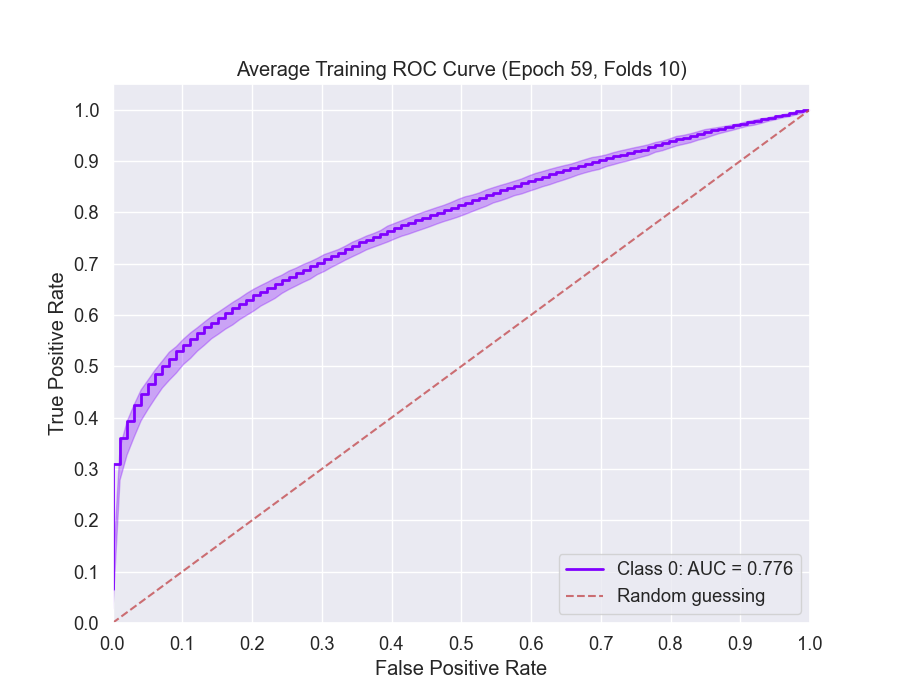 Average Training ROC Curve (Epoch 59, Folds 10)
True Positive Rate
1.0
0.9
0.8
0.7
0.6
0.5
0.4
0.3
0.2
0.1
0.0
Class 0: AUC = 0.776
Random guessing
0.0 0.1 0.2 0.3 0.4 0.5 0.6 0.7 0.8 0.9 1.0
False Positive Rate